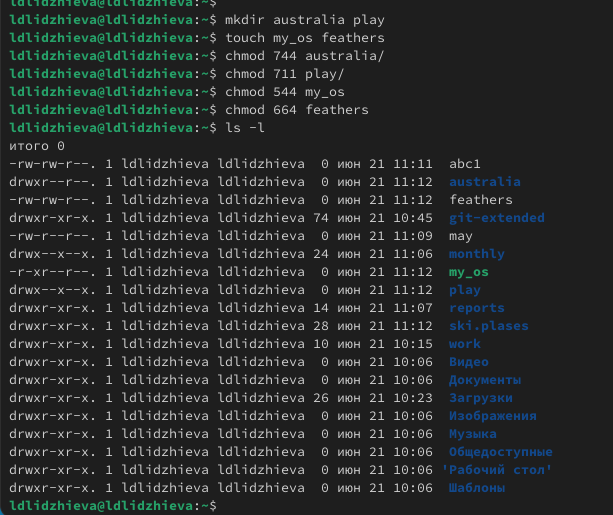 ldlidzhieva@ldlidzhieva:~$
ldlidzhieva@ldlidzhieva:~$ mkdir australia play
ldlidzhieva@ldlidzhieva:~$ touch my_os feathers
ldlidzhieva@ldlidzhieva:~$ chmod 744 australia/
ldlidzhieva@ldlidzhieva:~$ chmod 711 play/
ldlidzhieva@ldlidzhieva:~$ chmod 544 my_os
ldlidzhieva@ldlidzhieva:~$ chmod 664 feathers
ldlidzhieva@ldlidzhieva:~$ ls -l
итого 0
-rw-rw-r--. 1 ldlidzhieva ldlidzhieva  0 июн 21 11:11  abc1
drwxr--r--. 1 ldlidzhieva ldlidzhieva  0 июн 21 11:12  australia
-rw-rw-r--. 1 ldlidzhieva ldlidzhieva  0 июн 21 11:12  feathers
drwxr-xr-x. 1 ldlidzhieva ldlidzhieva 74 июн 21 10:45  git-extended
-rw-r--r--. 1 ldlidzhieva ldlidzhieva  0 июн 21 11:09  may
drwx--x--x. 1 ldlidzhieva ldlidzhieva 24 июн 21 11:06  monthly
-r-xr--r--. 1 ldlidzhieva ldlidzhieva  0 июн 21 11:12  my_os
drwx--x--x. 1 ldlidzhieva ldlidzhieva  0 июн 21 11:12  play
drwxr-xr-x. 1 ldlidzhieva ldlidzhieva 14 июн 21 11:07  reports
drwxr-xr-x. 1 ldlidzhieva ldlidzhieva 28 июн 21 11:12  ski.plases
drwxr-xr-x. 1 ldlidzhieva ldlidzhieva 10 июн 21 10:15  work
drwxr-xr-x. 1 ldlidzhieva ldlidzhieva  0 июн 21 10:06  Видео
drwxr-xr-x. 1 ldlidzhieva ldlidzhieva  0 июн 21 10:06  Документы
drwxr-xr-x. 1 ldlidzhieva ldlidzhieva 26 июн 21 10:23  Загрузки
drwxr-xr-x. 1 ldlidzhieva ldlidzhieva  0 июн 21 10:06  Изображения
drwxr-xr-x. 1 ldlidzhieva ldlidzhieva  0 июн 21 10:06  Музыка
drwxr-xr-x. 1 ldlidzhieva ldlidzhieva  0 июн 21 10:06  Общедоступные
drwxr-xr-x. 1 ldlidzhieva ldlidzhieva  0 июн 21 10:06 'Рабочий стол'
drwxr-xr-x. 1 ldlidzhieva ldlidzhieva  0 июн 21 10:06  Шаблоны
ldlidzhieva@ldlidzhieva:~$